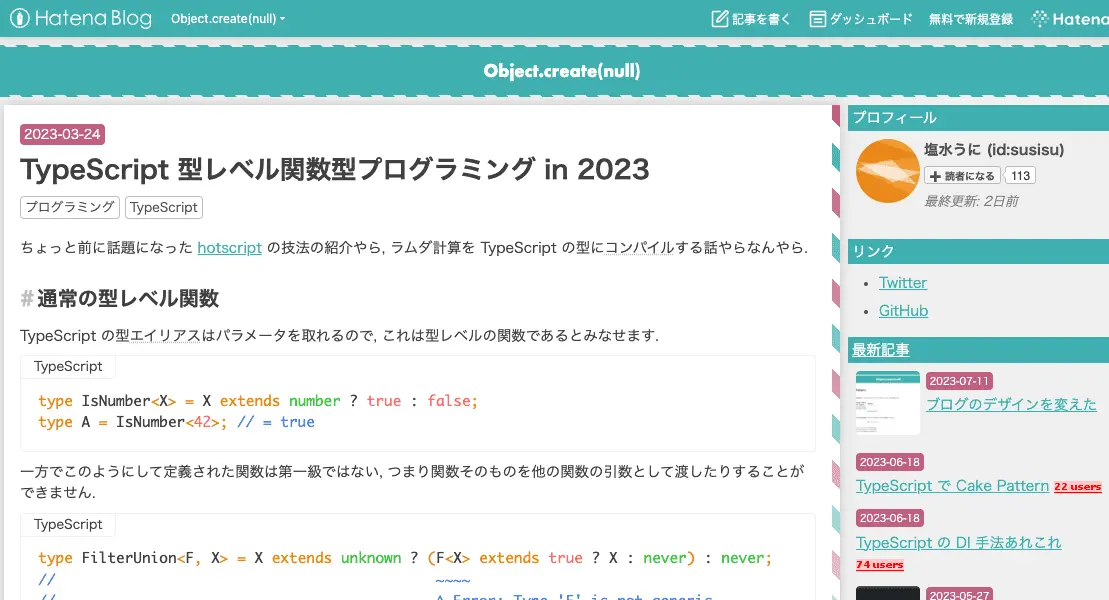 Hatena Blog Object.create(null) 記事を書く ダッシュボード 無料で新規登録 Hatena
Object.create(null)
2023-03-24
TypeScript 型レベル関数型プログラミング in 2023
プログラミング TypeScript
ちょっと前に話題になった hotscript の技法の紹介やら, ラムダ計算を TypeScript の型にコンパイルする話やらなんやら.
#通常の型レベル関数
TypeScript の型エイリアスはパラメータを取れるので, これは型レベルの関数であるとみなせます.
TypeScript
type IsNumber<X> = X extends number ? true : false;
type A = IsNumber<42>; // = true
一方でこのようにして定義された関数は第一級ではない, つまり関数そのものを他の関数の引数として渡したりすることが
できません.
TypeScript
type FilterUnion<F, X> = X extends unknown ? (F<X> extends true ? X : never) : never;
// ~~~~
// ^ Error: Type 'F' is not generic.
プロフィール
塩水うに (id:susisu)
+ 読者になる 113
最終更新: 2日前
リンク
• Twitter
• GitHub
最新記事
2023-07-11
ブログのデザインを変えた
2023-06-18
TypeScript で Cake Pattern 22 users
2023-06-18
TypeScript の DI 手法あれこれ
74 users
2023-05-27